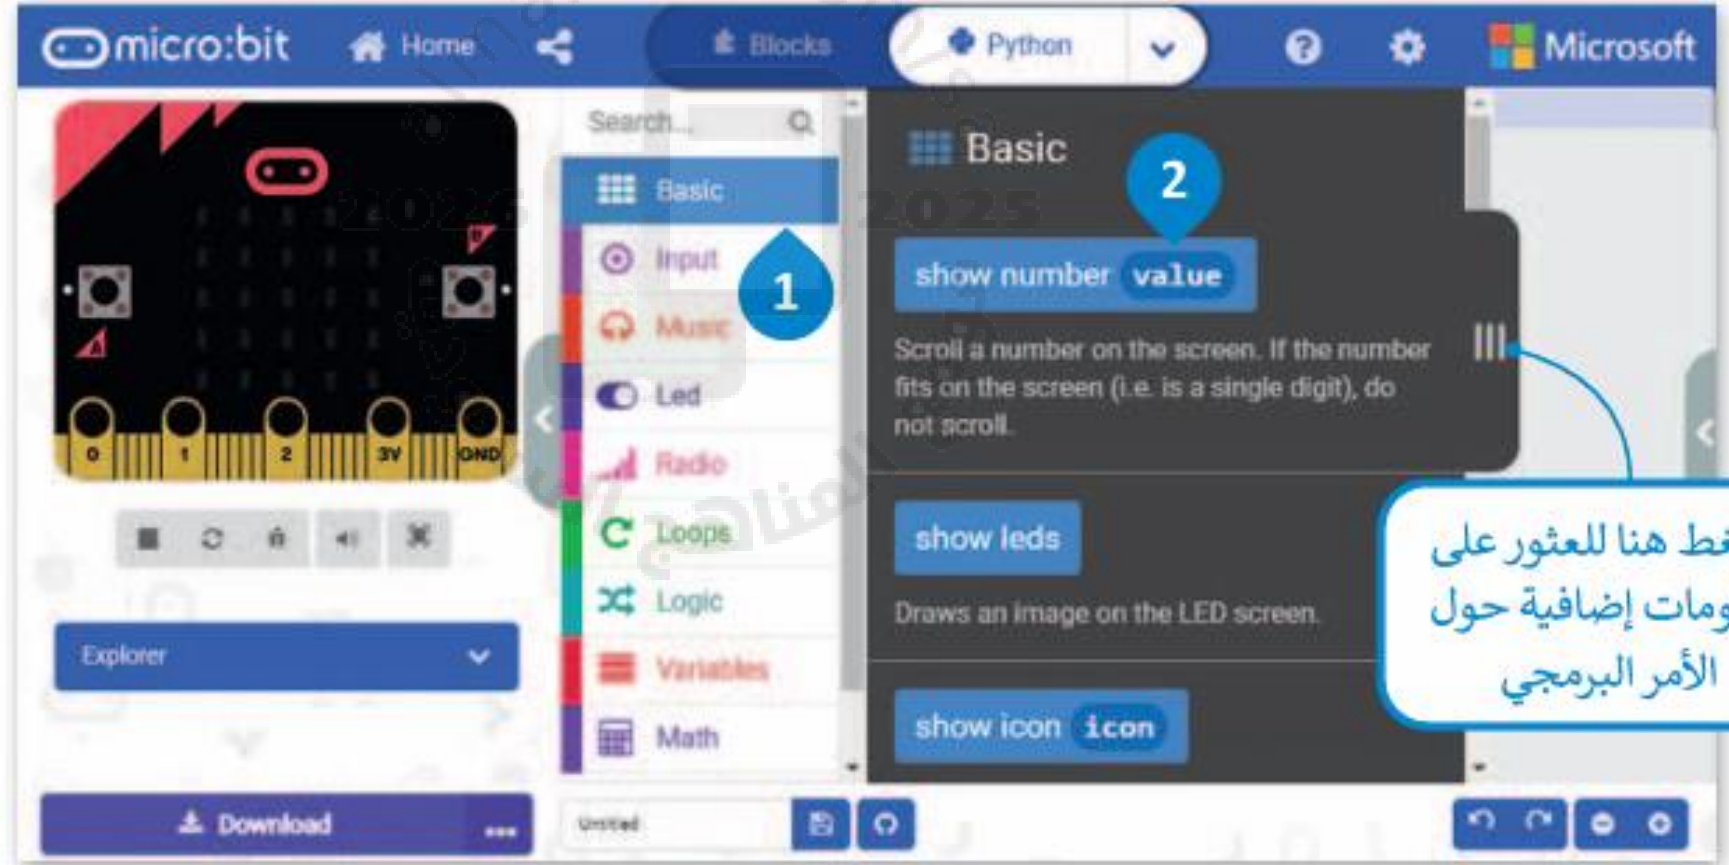 micro:bit Home Blocks Python Microsoft
Search...
Basic
Input
Music
Led
Radio
Loops
Logic
Variables
Math
1
Basic
2
show number value
Scroll a number on the screen. If the number
fits on the screen (i.e. is a single digit), do
not scroll.
show leds
Draws an image on the LED screen.
show icon icon
هنا للعثور على
إضافية حول
الأمر البرمجي
B
A
0 1 2 3V GND
Explorer
Download
Untitled
2026
2025
المناهج